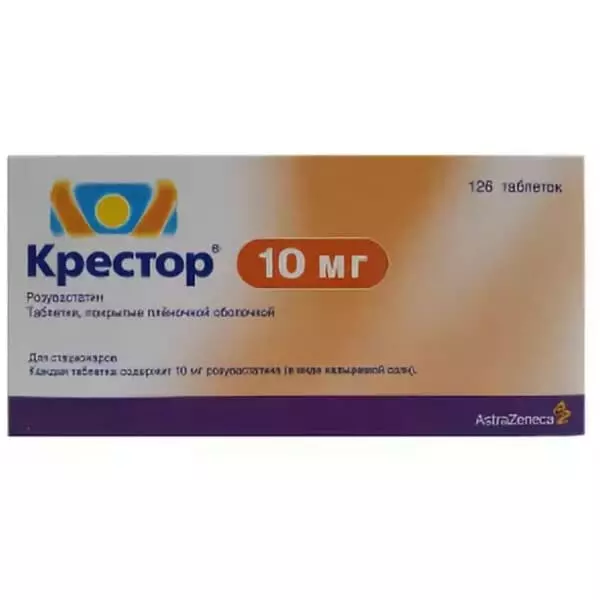 126 таблеток
Крестор®
10 мг
Розувастатин
Таблетки, покрытые плёночной оболочкой
Для стационаров
Каждая таблетка содержит 10 мг розувастатина (в виде кальциевой соли).
AstraZeneca